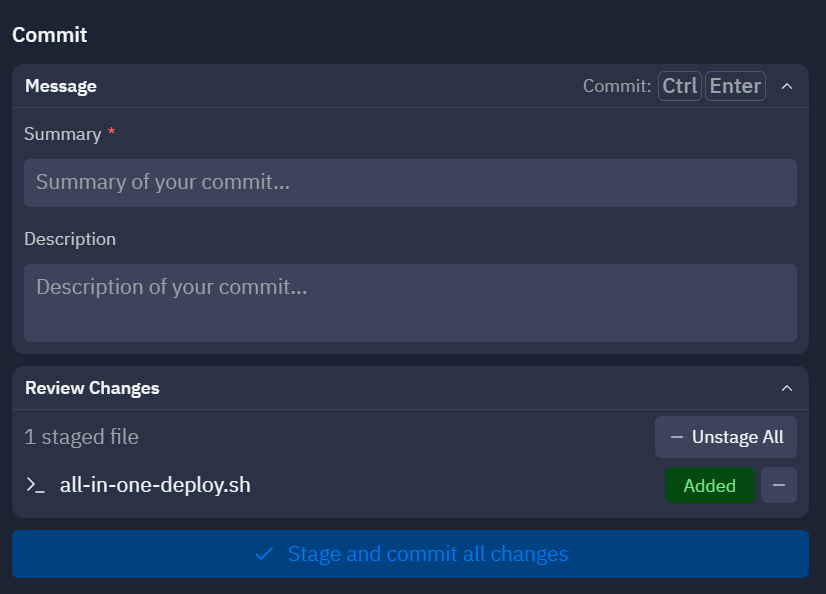 Commit
Message Commit: Ctrl Enter
Summary *
Summary of your commit...
Description
Description of your commit...
Review Changes
1 staged file — Unstage All
>_ all-in-one-deploy.sh Added —
✓ Stage and commit all changes